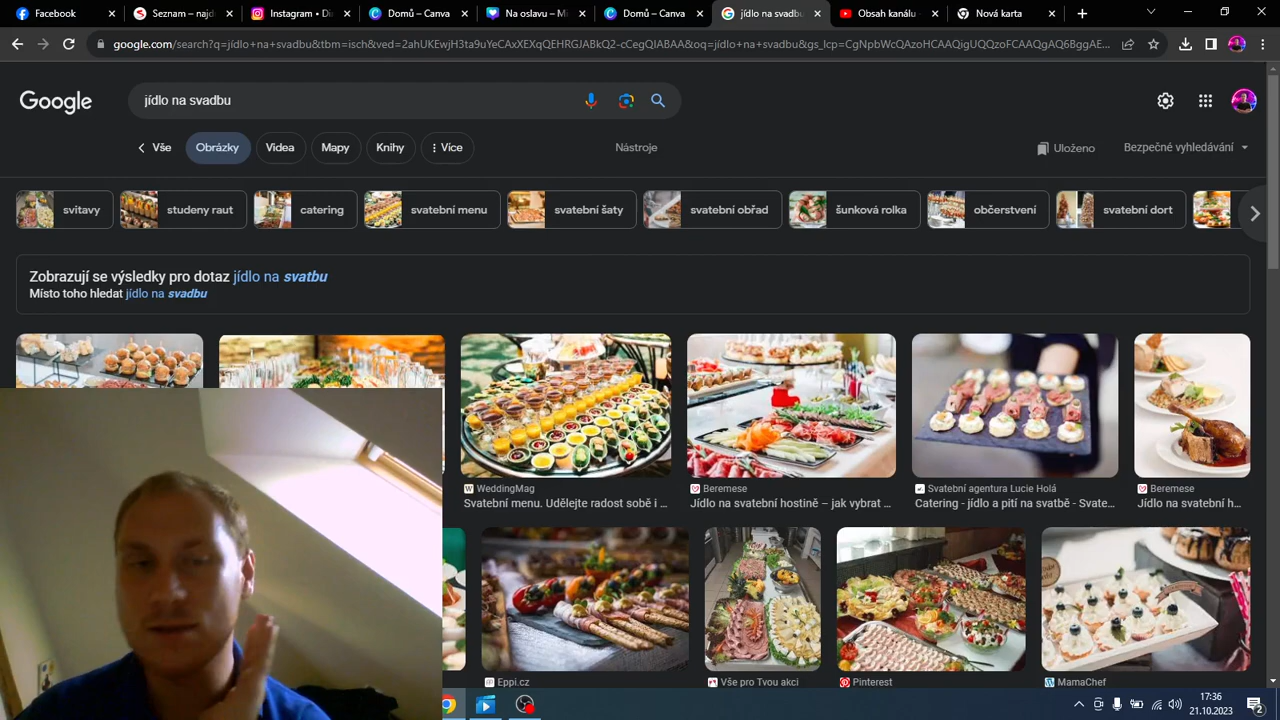 Facebook
Seznam – najd
Instagram • Du
Domů – Canva
Na oslavu – Mi
Domů – Canva
jídlo na svadbu
Obsah kanálu –
Nová karta
google.com/search?q=jídlo+na+svadbu&tbm=isch&ved=2ahUKEwjH3ta9uYeCAxXEXqQEHRGJABkQ2-cCegQIABAA&oq=jídlo+na+svadbu&gs_lcp=CgNpbWcQAzoHCAAQigUQQzoFCAAQgAQ6BggAE...
Google
jídlo na svadbu
Vše
Obrázky
Videa
Mapy
Knihy
Více
Nástroje
Uloženo
Bezpečné vyhledávání
svitavy
studeny raut
catering
svatební menu
svatební šaty
svatební obřad
šunková rolka
občerstvení
svatební dort
Zobrazují se výsledky pro dotaz jídlo na svatbu
Místo toho hledat jídlo na svadbu
WeddingMag
Svatební menu. Udělejte radost sobě i ...
Beremese
Jídlo na svatební hostině – jak vybrat ...
Svatební agentura Lucie Holá
Catering - jídlo a pití na svatbě - Svate...
Beremese
Jídlo na svatební h...
Eppi.cz
Vše pro Tvou akci
Pinterest
MamaChef
17:36
21.10.2023
2